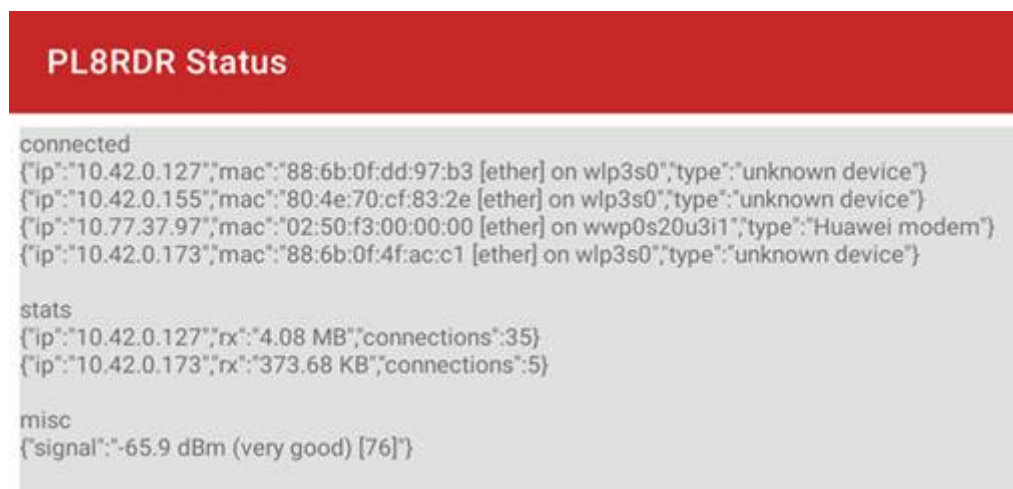 PL8RDR Status
connected
{"ip":"10.42.0.127","mac":"88:6b:0f:dd:97:b3 [ether] on wlp3s0","type":"unknown device"}
{"ip":"10.42.0.155","mac":"80:4e:70:cf:83:2e [ether] on wlp3s0","type":"unknown device"}
{"ip":"10.77.37.97","mac":"02:50:f3:00:00:00 [ether] on wwp0s20u3i1","type":"Huawei modem"}
{"ip":"10.42.0.173","mac":"88:6b:0f:4f:ac:c1 [ether] on wlp3s0","type":"unknown device"}
stats
{"ip":"10.42.0.127","rx":"4.08 MB","connections":35}
{"ip":"10.42.0.173","rx":"373.68 KB","connections":5}
misc
{"signal":"-65.9 dBm (very good) [76]"}